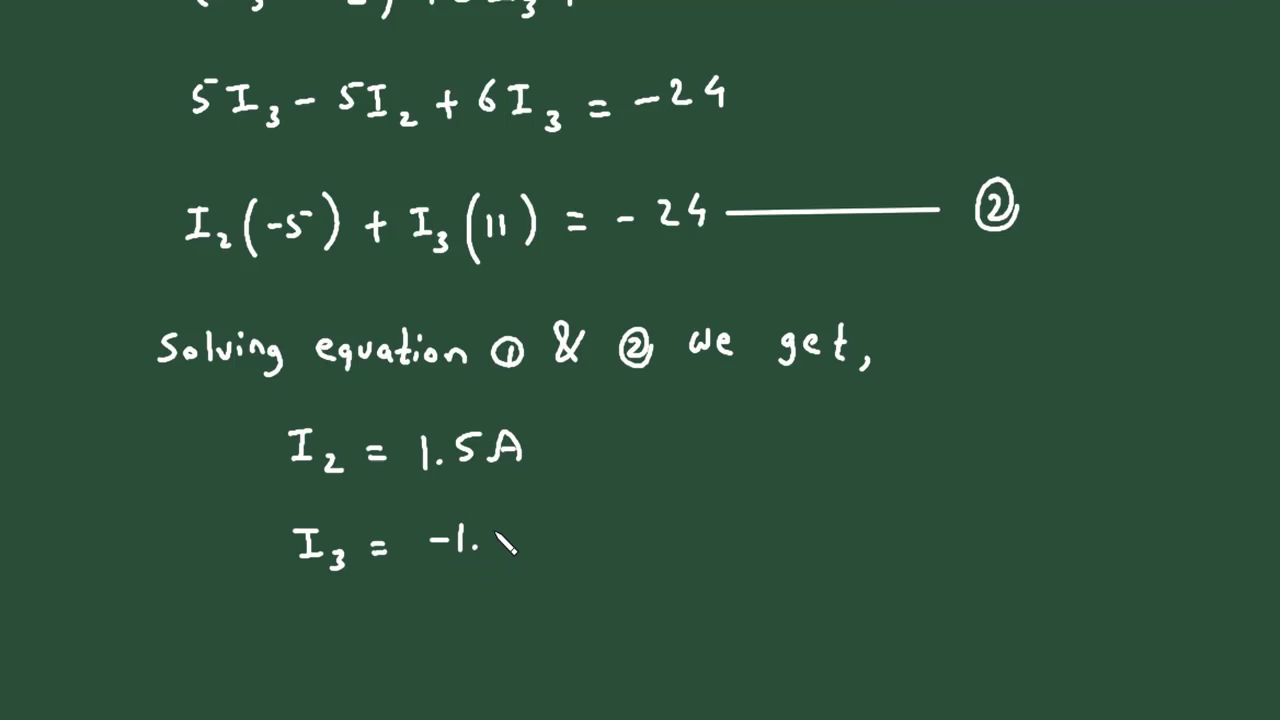 5I₃ - 5I₂ + 6I₃ = -24
I₂(-5) + I₃(11) = -24 ——— ②
Solving equation ① & ② we get,
I₂ = 1.5A
I₃ = -1.